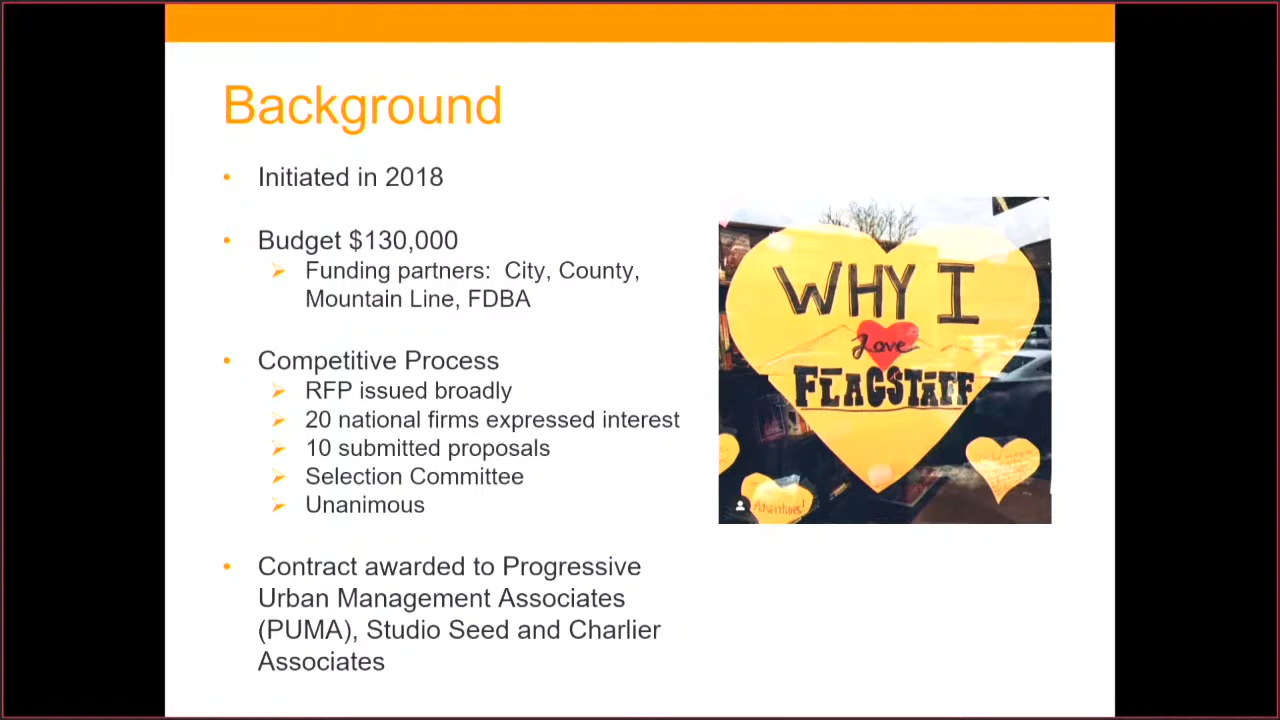 Background
Initiated in 2018
Budget $130,000
Funding partners: City, County,
Mountain Line, FDBA
Competitive Process
RFP issued broadly
20 national firms expressed interest
10 submitted proposals
Selection Committee
Unanimous
Contract awarded to Progressive
Urban Management Associates
(PUMA), Studio Seed and Charlier
Associates
WHY I
Love
FLAGSTAFF
Adventures!